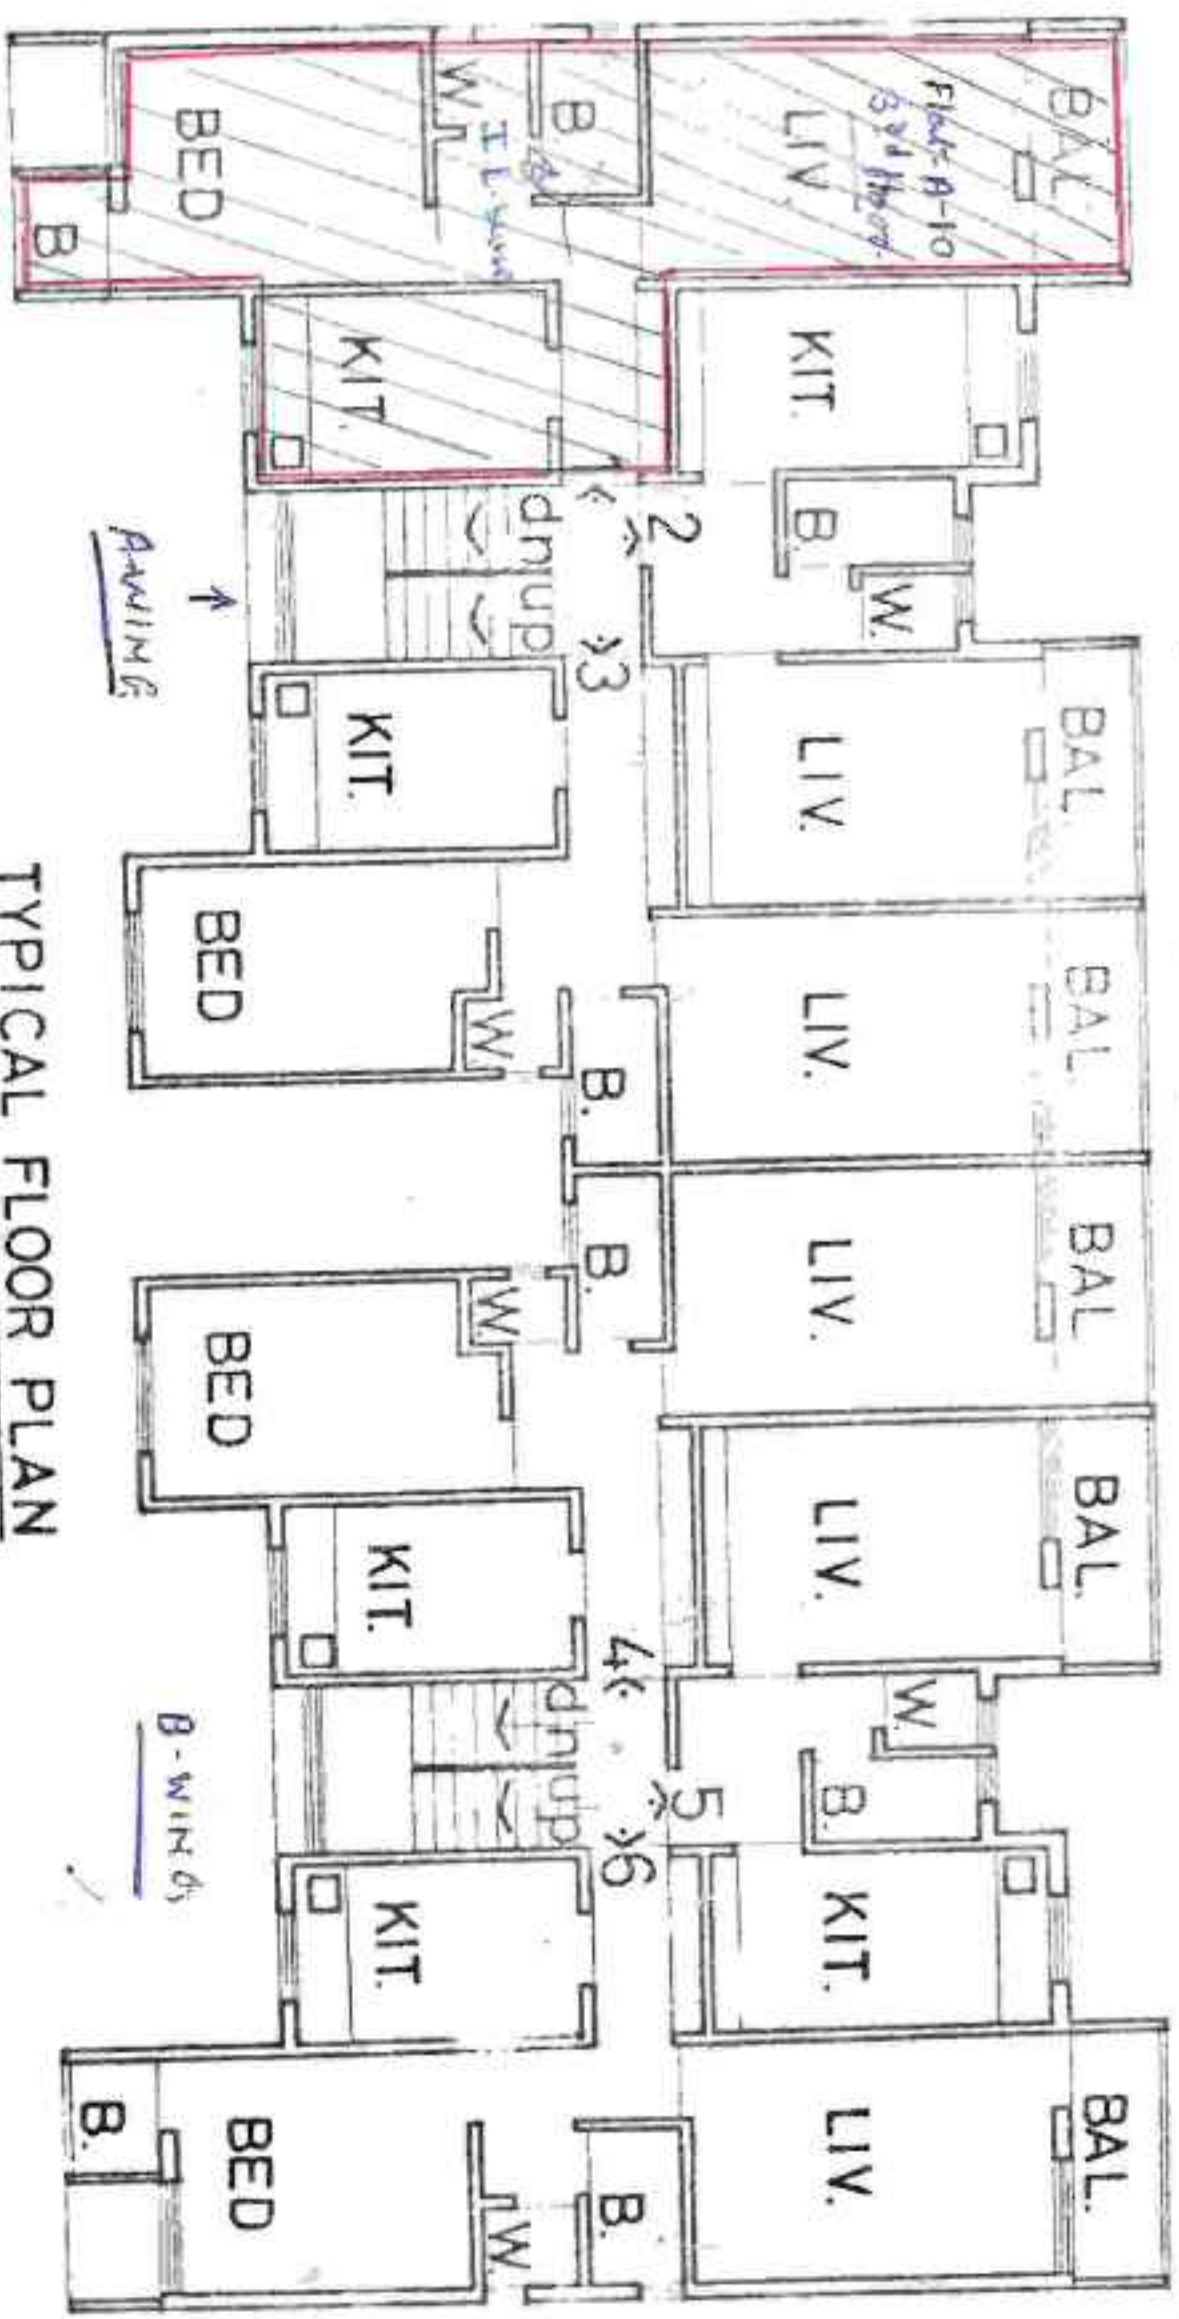 BAL. BAL. BAL. BAL BAL. BAL.
Flat A-10
3rd floor
LIV KIT. LIV. LIV. LIV. LIV. KIT. LIV.
W. W.
B. B.
2 5
3 4 6
B B. B. B.
dn up dn up
W. W. W. W.
KIT. KIT. KIT. KIT.
BED BED BED BED
B B.
A-WING B-WING
TYPICAL FLOOR PLAN